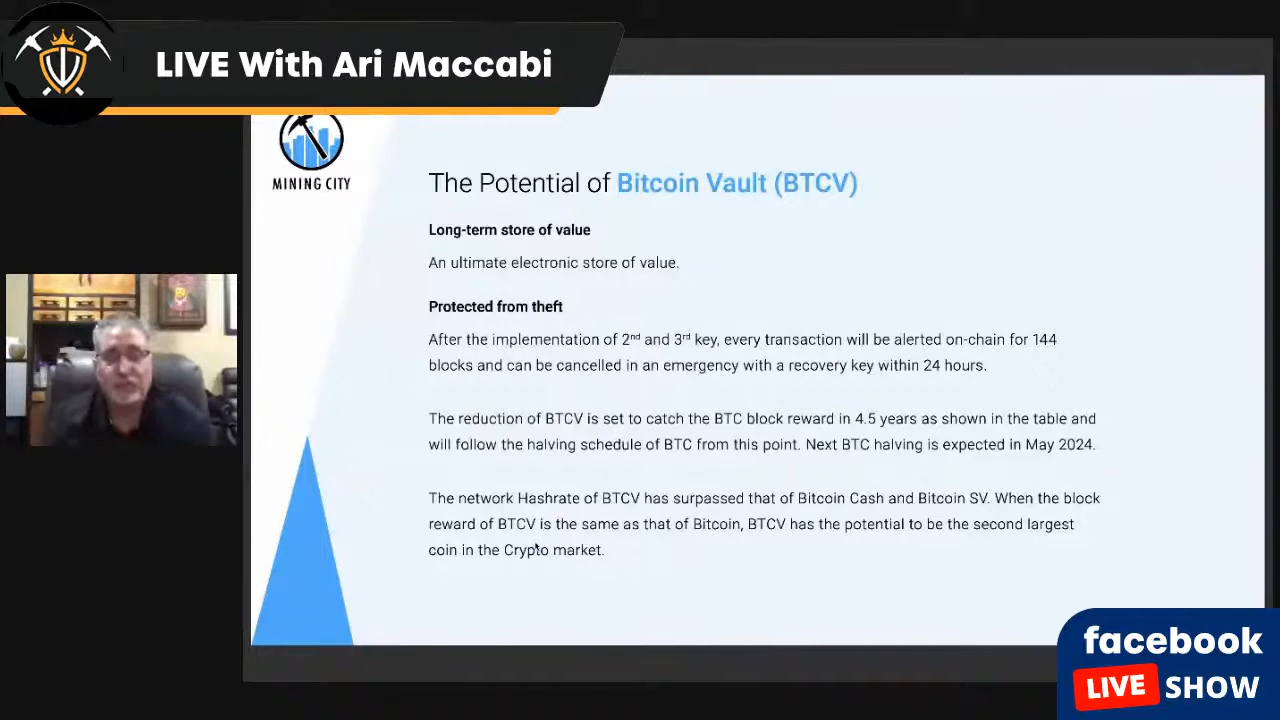 LIVE With Ari Maccabi
MINING CITY
The Potential of Bitcoin Vault (BTCV)
Long-term store of value
An ultimate electronic store of value.
Protected from theft
After the implementation of 2nd and 3rd key, every transaction will be alerted on-chain for 144
blocks and can be cancelled in an emergency with a recovery key within 24 hours.
The reduction of BTCV is set to catch the BTC block reward in 4.5 years as shown in the table and
will follow the halving schedule of BTC from this point. Next BTC halving is expected in May 2024.
The network Hashrate of BTCV has surpassed that of Bitcoin Cash and Bitcoin SV. When the block
reward of BTCV is the same as that of Bitcoin, BTCV has the potential to be the second largest
coin in the Crypto market.
facebook
LIVE SHOW